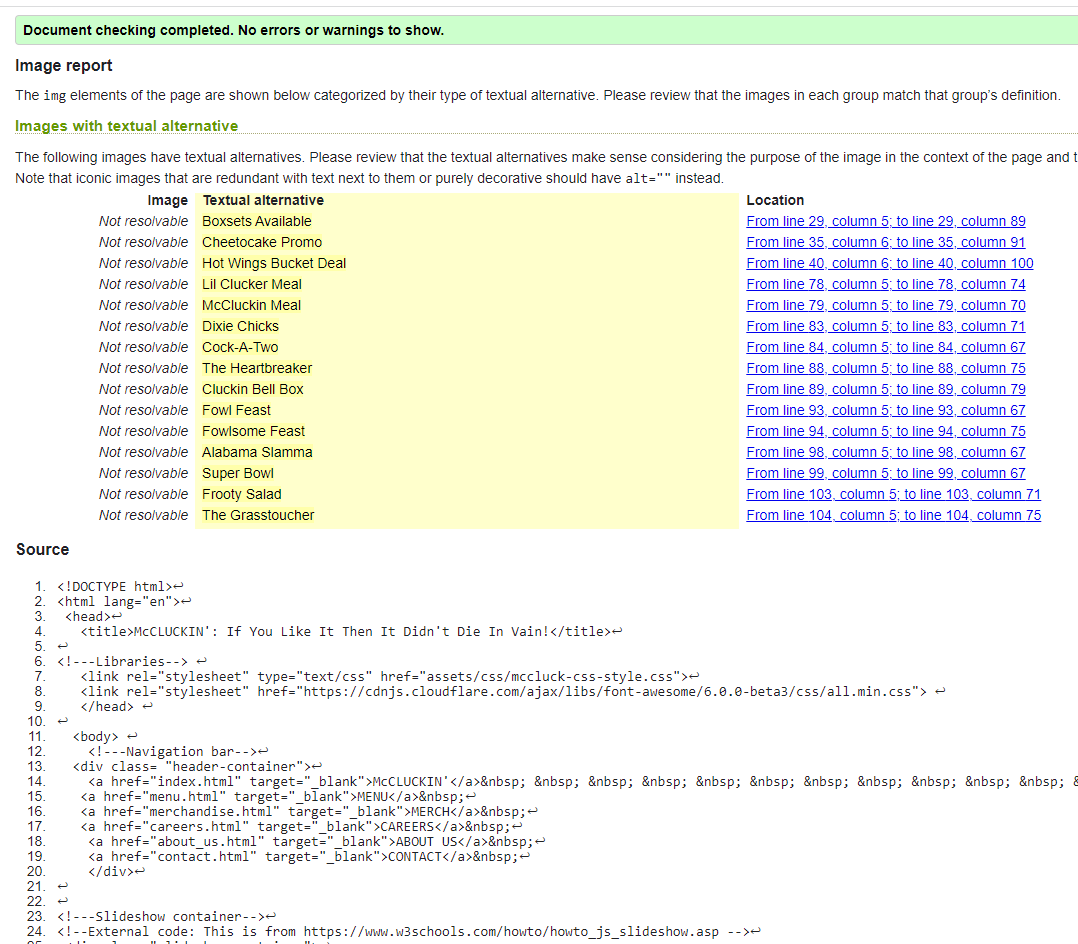 Document checking completed. No errors or warnings to show.
Image report
The img elements of the page are shown below categorized by their type of textual alternative. Please review that the images in each group match that group's definition.
Images with textual alternative
The following images have textual alternatives. Please review that the textual alternatives make sense considering the purpose of the image in the context of the page and t
Note that iconic images that are redundant with text next to them or purely decorative should have alt="" instead.
Image Textual alternative Location
Not resolvable Boxsets Available From line 29, column 5; to line 29, column 89
Not resolvable Cheetocake Promo From line 35, column 6; to line 35, column 91
Not resolvable Hot Wings Bucket Deal From line 40, column 6; to line 40, column 100
Not resolvable Lil Clucker Meal From line 78, column 5; to line 78, column 74
Not resolvable McCluckin Meal From line 79, column 5; to line 79, column 70
Not resolvable Dixie Chicks From line 83, column 5; to line 83, column 71
Not resolvable Cock-A-Two From line 84, column 5; to line 84, column 67
Not resolvable The Heartbreaker From line 88, column 5; to line 88, column 75
Not resolvable Cluckin Bell Box From line 89, column 5; to line 89, column 79
Not resolvable Fowl Feast From line 93, column 5; to line 93, column 67
Not resolvable Fowlsome Feast From line 94, column 5; to line 94, column 75
Not resolvable Alabama Slamma From line 98, column 5; to line 98, column 67
Not resolvable Super Bowl From line 99, column 5; to line 99, column 67
Not resolvable Frooty Salad From line 103, column 5; to line 103, column 71
Not resolvable The Grasstoucher From line 104, column 5; to line 104, column 75
Source
1. <!DOCTYPE html>↩
2. <html lang="en">↩
3. <head>↩
4. <title>McCLUCKIN': If You Like It Then It Didn't Die In Vain!</title>↩
5. ↩
6. <!---Libraries--> ↩
7. <link rel="stylesheet" type="text/css" href="assets/css/mccluck-css-style.css">↩
8. <link rel="stylesheet" href="https://cdnjs.cloudflare.com/ajax/libs/font-awesome/6.0.0-beta3/css/all.min.css"> ↩
9. </head> ↩
10. ↩
11. <body> ↩
12. <!---Navigation bar-->↩
13. <div class= "header-container">↩
14. <a href="index.html" target="_blank">McCLUCKIN'</a>&nbsp; &nbsp; &nbsp; &nbsp; &nbsp; &nbsp; &nbsp; &nbsp; &nbsp; &nbsp; &nbsp; &
15. <a href="menu.html" target="_blank">MENU</a>&nbsp;↩
16. <a href="merchandise.html" target="_blank">MERCH</a>&nbsp;↩
17. <a href="careers.html" target="_blank">CAREERS</a>&nbsp;↩
18. <a href="about_us.html" target="_blank">ABOUT US</a>&nbsp;↩
19. <a href="contact.html" target="_blank">CONTACT</a>&nbsp;↩
20. </div>↩
21. ↩
22. ↩
23. <!---Slideshow container-->↩
24. <!--External code: This is from https://www.w3schools.com/howto/howto_js_slideshow.asp -->↩